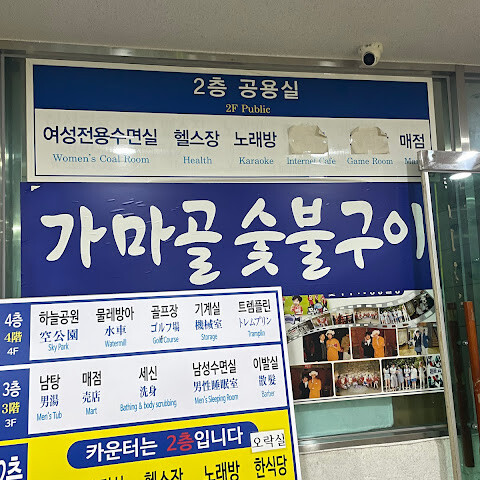 2층 공용실
2F Public
여성전용수면실 헬스장 노래방 매점
Women's Coal Room Health Karaoke Internet Cafe Game Room
가마골 숯불구이
4층 하늘공원 물레방아 골프장 기계실 트렘플린
4階 空公園 水車 ゴルフ場 機械室 トレムプリン
4F Sky Park Watermill Golf Course Storage Tramplin
3층 남탕 매점 세신 남성수면실 이발실
3階 男湯 売店 洗身 男性睡眠室 散髮
3F Men's Tub Mart Bathing & body scrubbing Men's Sleeping Room Barber
카운터는 2층입니다 오락실
2층 헬스장 노래방 한식당